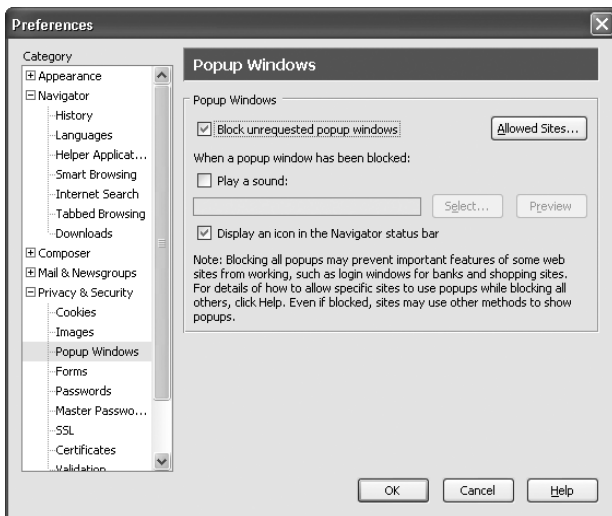 Preferences
Category
Appearance
Navigator
History
Languages
Helper Applicat...
Smart Browsing
Internet Search
Tabbed Browsing
Downloads
Composer
Mail & Newsgroups
Privacy & Security
Cookies
Images
Popup Windows
Forms
Passwords
Master Passwo...
SSL
Certificates
Validation
Popup Windows
Popup Windows
Block unrequested popup windows
Allowed Sites...
When a popup window has been blocked:
Play a sound:
Select...
Preview
Display an icon in the Navigator status bar
Note: Blocking all popups may prevent important features of some web
sites from working, such as login windows for banks and shopping sites.
For details of how to allow specific sites to use popups while blocking all
others, click Help. Even if blocked, sites may use other methods to show
popups.
OK
Cancel
Help